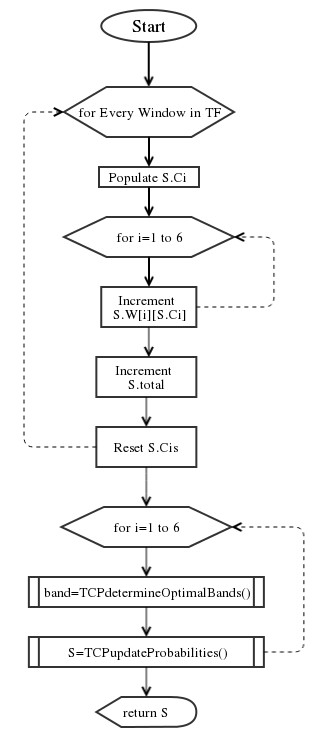 Start
for Every Window in TF
Populate S.Ci
for i=1 to 6
Increment
S.W[i][S.Ci]
Increment
S.total
Reset S.Cis
for i=1 to 6
band=TCPdetermineOptimalBands()
S=TCPupdateProbabilities()
return S